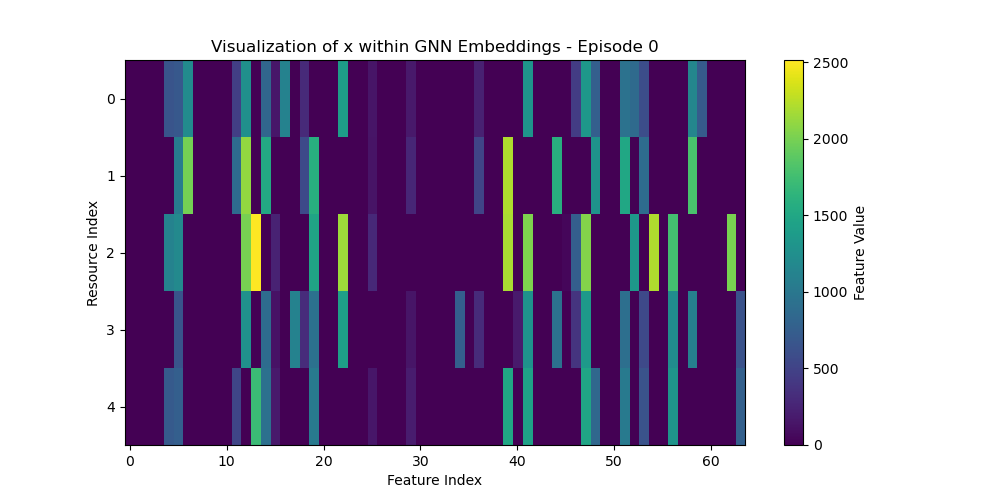 Visualization of x within GNN Embeddings - Episode 0
0
1
2
3
4
Resource Index
0 10 20 30 40 50 60
Feature Index
2500
2000
1500
1000
500
0
Feature Value